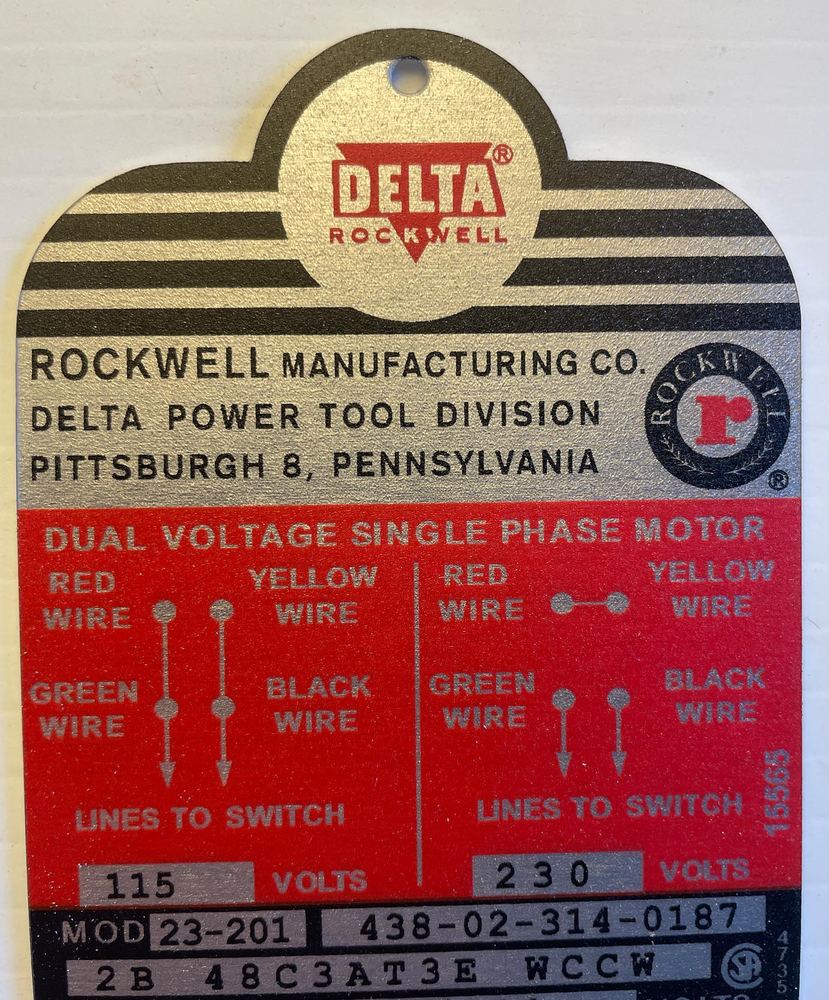 DELTA®
ROCKWELL
ROCKWELL MANUFACTURING CO.
DELTA POWER TOOL DIVISION
PITTSBURGH 8, PENNSYLVANIA
ROCKWELL
r
®
DUAL VOLTAGE SINGLE PHASE MOTOR
RED WIRE
YELLOW WIRE
GREEN WIRE
BLACK WIRE
LINES TO SWITCH
115 VOLTS
RED WIRE
YELLOW WIRE
GREEN WIRE
BLACK WIRE
LINES TO SWITCH
230 VOLTS
15565
MOD 23-201 438-02-314-0187
2B 48C3AT3E WCCW
4735